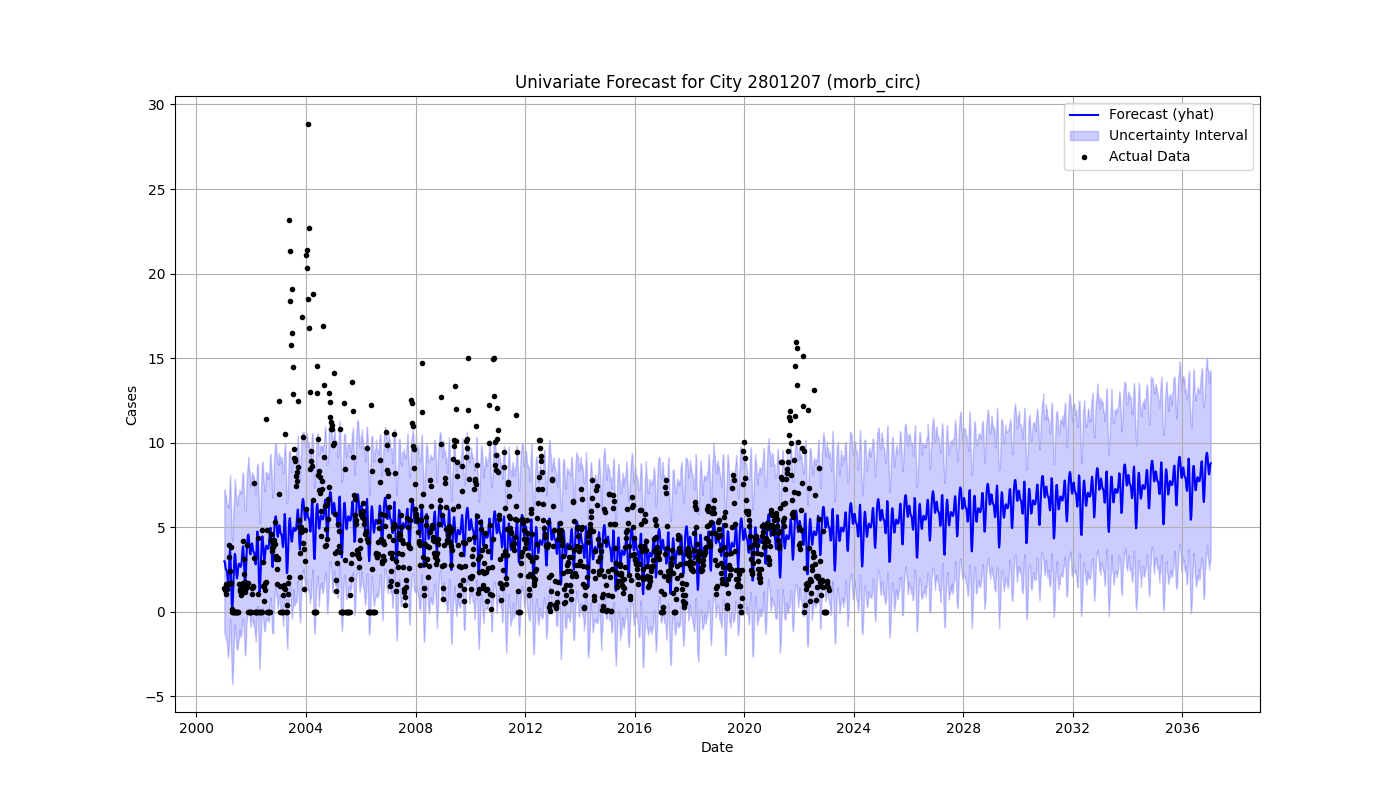 Univariate Forecast for City 2801207 (morb_circ)
Forecast (yhat)
Uncertainty Interval
Actual Data
Cases
30
25
20
15
10
5
0
−5
2000 2004 2008 2012 2016 2020 2024 2028 2032 2036
Date